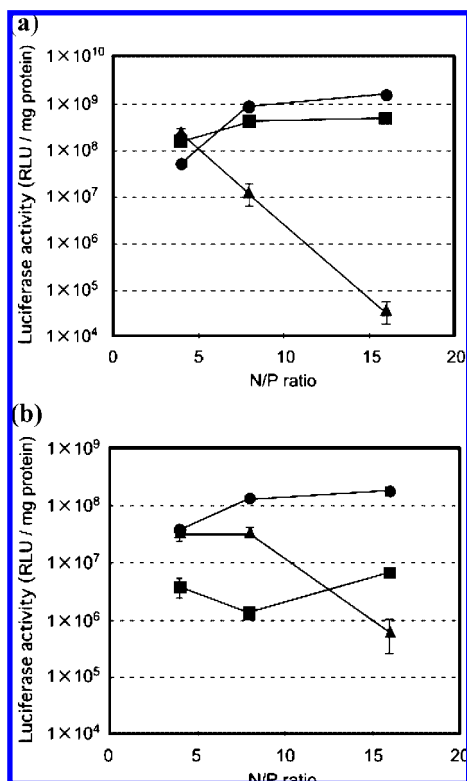 (a)
Luciferase activity (RLU / mg protein)
1×10¹⁰
1×10⁹
1×10⁸
1×10⁷
1×10⁶
1×10⁵
1×10⁴
0 5 10 15 20
N/P ratio
(b)
Luciferase activity (RLU / mg protein)
1×10⁹
1×10⁸
1×10⁷
1×10⁶
1×10⁵
1×10⁴
0 5 10 15 20
N/P ratio